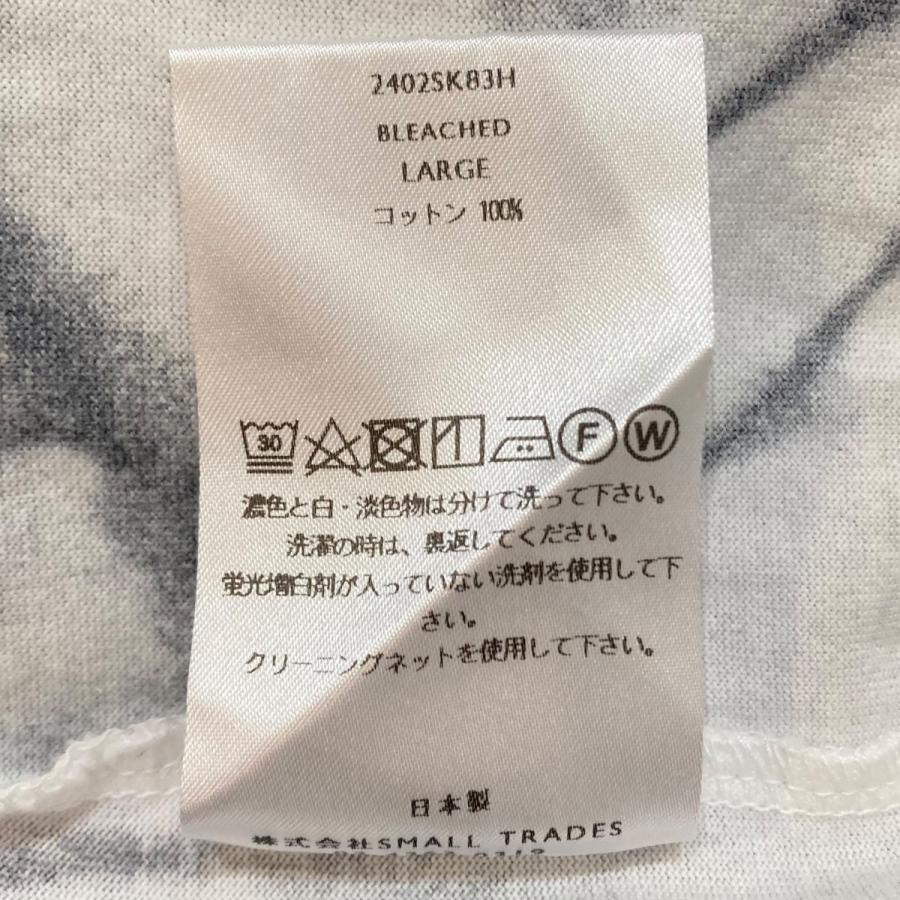 2402SK83H
BLEACHED
LARGE
コットン 100%
30 F W
濃色と白・淡色物は分けて洗って下さい。
洗濯の時は、裏返してください。
蛍光増白剤が入っていない洗剤を使用して下
さい。
クリーニングネットを使用して下さい。
日本製
株式会社SMALL TRADES